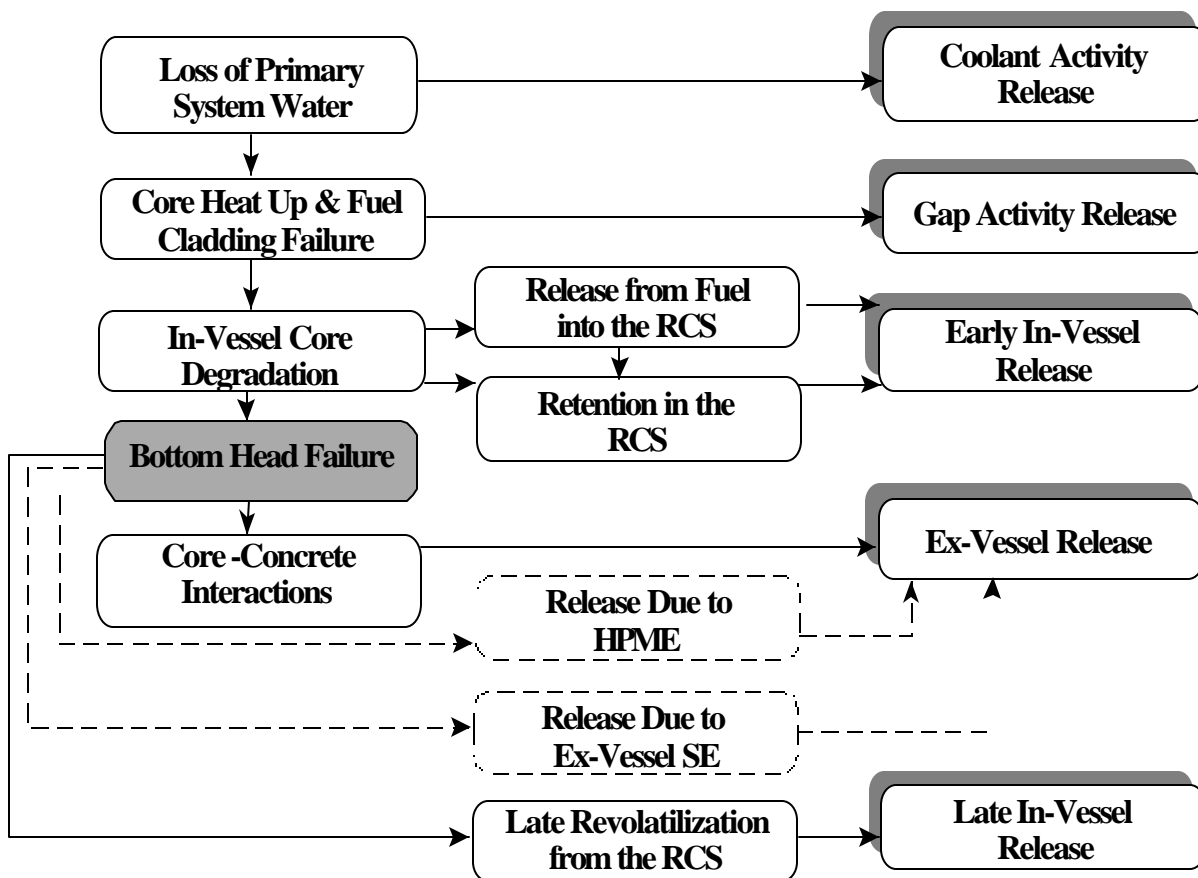 Loss of Primary
System Water
Coolant Activity
Release
Core Heat Up & Fuel
Cladding Failure
Gap Activity Release
In-Vessel Core
Degradation
Release from Fuel
into the RCS
Retention in the
RCS
Early In-Vessel
Release
Bottom Head Failure
Core -Concrete
Interactions
Ex-Vessel Release
Release Due to
HPME
Release Due to
Ex-Vessel SE
Late Revolatilization
from the RCS
Late In-Vessel
Release